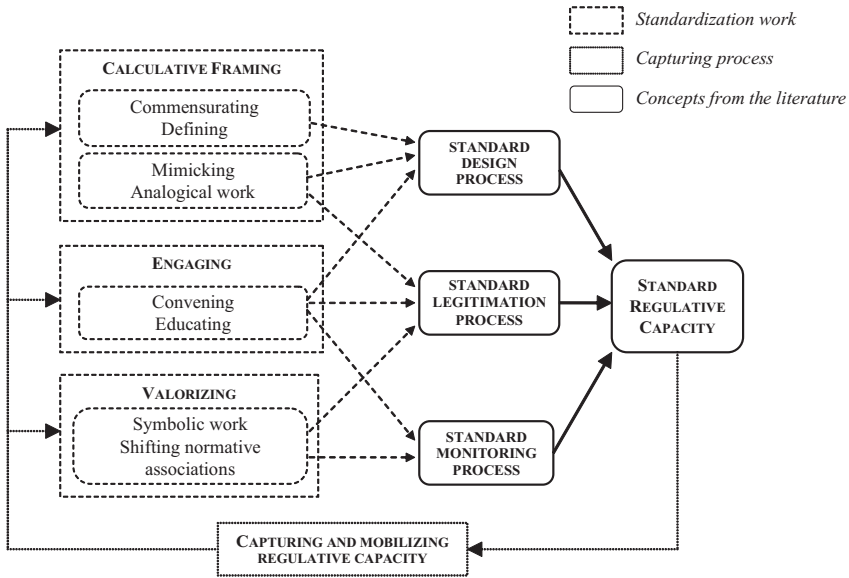 Standardization work
Capturing process
Concepts from the literature
CALCULATIVE FRAMING
Commensurating
Defining
Mimicking
Analogical work
ENGAGING
Convening
Educating
VALORIZING
Symbolic work
Shifting normative
associations
STANDARD
DESIGN
PROCESS
STANDARD
LEGITIMATION
PROCESS
STANDARD
MONITORING
PROCESS
STANDARD
REGULATIVE
CAPACITY
CAPTURING AND MOBILIZING
REGULATIVE CAPACITY